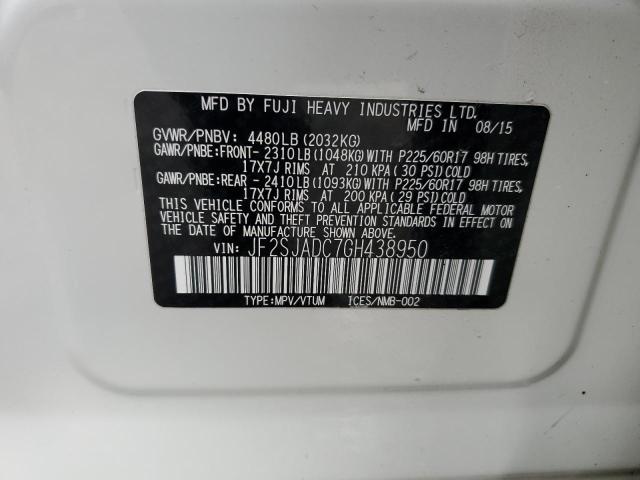 MFD BY FUJI HEAVY INDUSTRIES LTD.
MFD IN 08/15
GVWR/PNBV: 4480LB (2032KG)
GAWR/PNBE:FRONT- 2310LB (1048KG) WITH P225/60R17 98H TIRES,
17X7J RIMS AT 210 KPA ( 30 PSI) COLD
GAWR/PNBE:REAR - 2410LB (1093KG) WITH P225/60R17 98H TIRES,
17X7J RIMS AT 200 KPA ( 29 PSI) COLD
THIS VEHICLE CONFORMS TO ALL APPLICABLE FEDERAL MOTOR
VEHICLE SAFETY AND THEFT PREVENTION STANDARDS IN EFFECT ON
THE DATE OF MANUFACTURE SHOWN ABOVE.
VIN: JF2SJADC7GH438950
TYPE:MPV/VTUM ICES/NMB-002